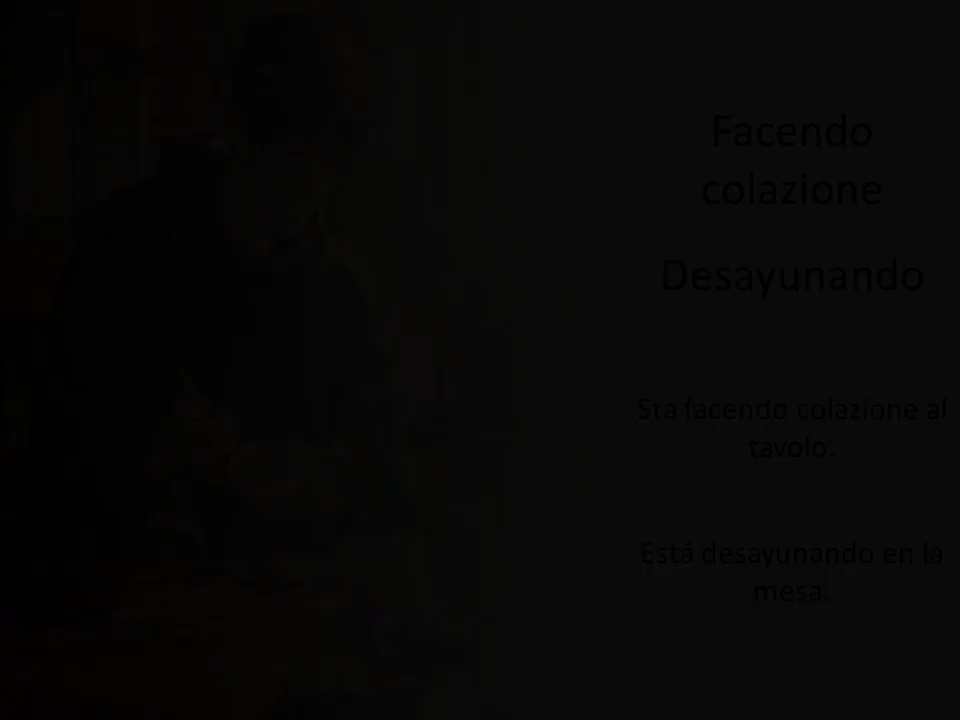 Facendo
colazione
Desayunando
Sta facendo colazione al
tavolo.
Está desayunando en la
mesa.